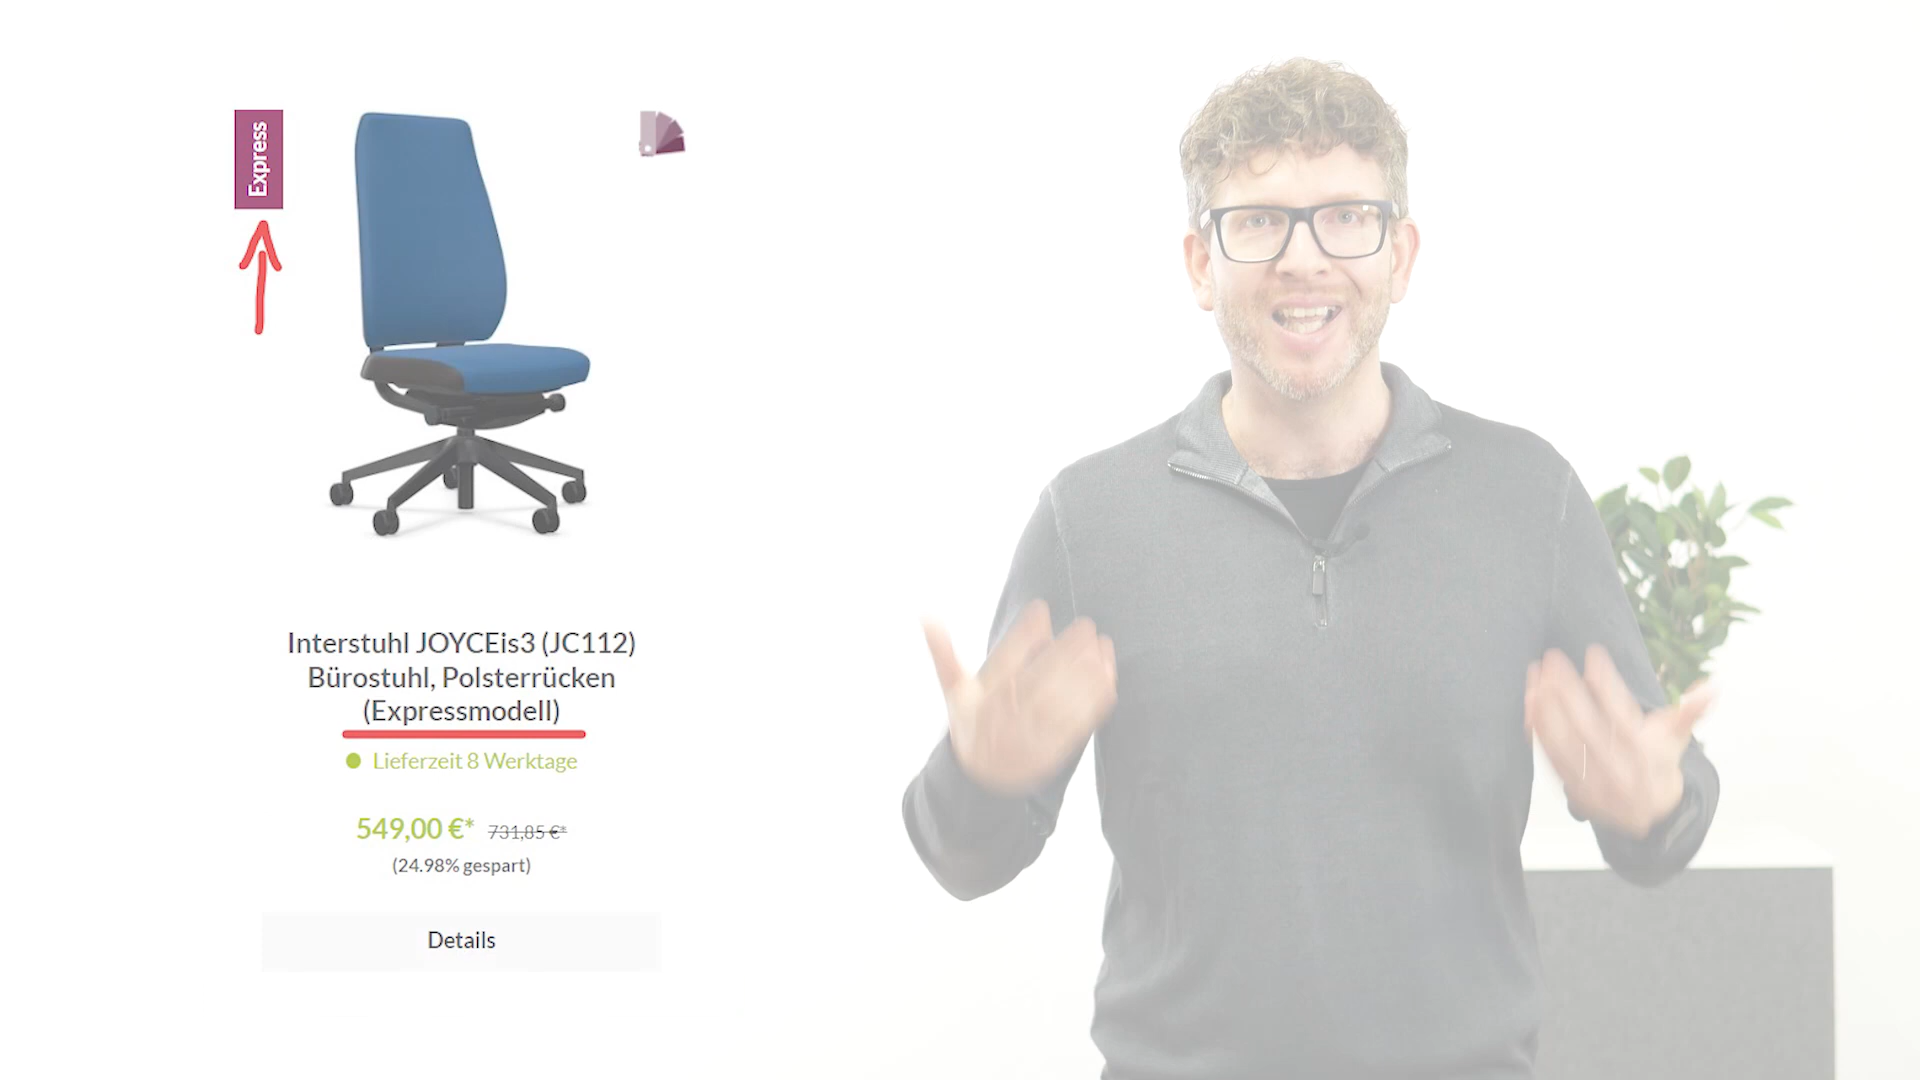 Express
Interstuhl JOYCEis3 (JC112)
Bürostuhl, Polsterrücken
(Expressmodell)
Lieferzeit 8 Werktage
549,00 €* 731,85 €*
(24.98% gespart)
Details